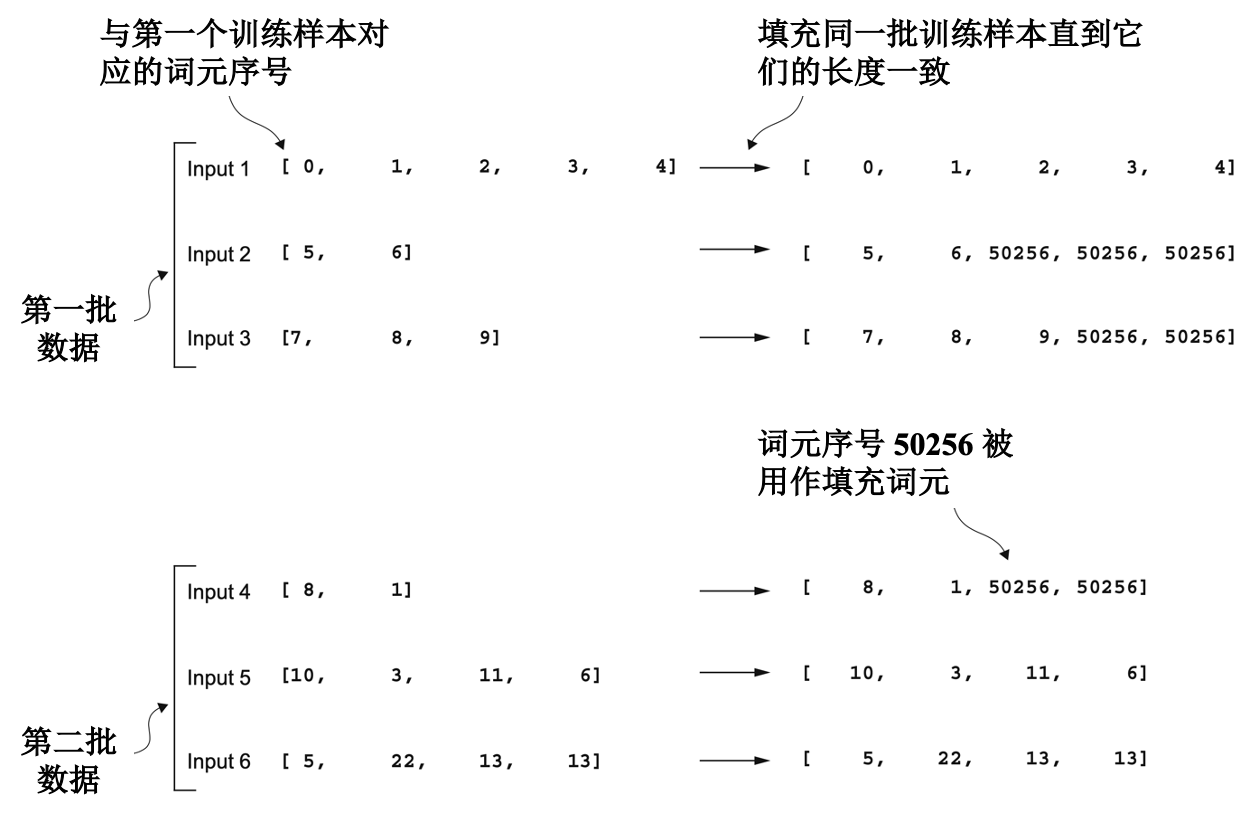 与第一个训练样本对
应的词元序号
填充同一批训练样本直到它
们的长度一致
Input 1 [ 0, 1, 2, 3, 4] [ 0, 1, 2, 3, 4]
Input 2 [ 5, 6] [ 5, 6, 50256, 50256, 50256]
第一批
数据
Input 3 [7, 8, 9] [ 7, 8, 9, 50256, 50256]
词元序号 50256 被
用作填充词元
Input 4 [ 8, 1] [ 8, 1, 50256, 50256]
Input 5 [10, 3, 11, 6] [ 10, 3, 11, 6]
第二批
数据
Input 6 [ 5, 22, 13, 13] [ 5, 22, 13, 13]